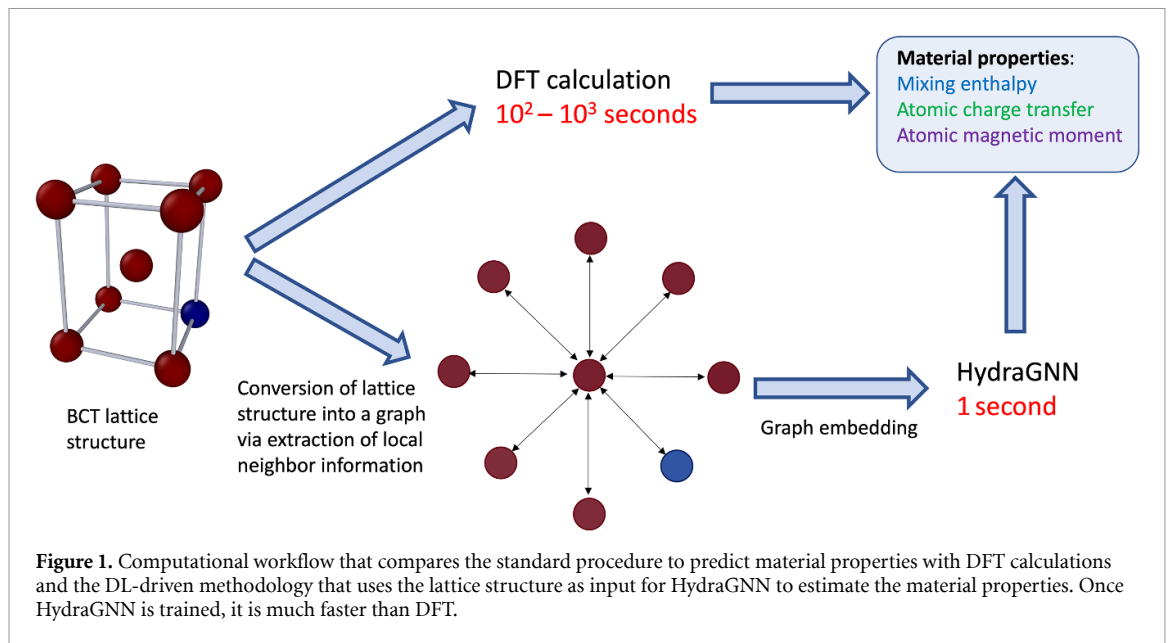 DFT calculation
10² – 10³ seconds
Material properties:
Mixing enthalpy
Atomic charge transfer
Atomic magnetic moment
BCT lattice
structure
Conversion of lattice
structure into a graph
via extraction of local
neighbor information
Graph embedding
HydraGNN
1 second
Figure 1. Computational workflow that compares the standard procedure to predict material properties with DFT calculations
and the DL-driven methodology that uses the lattice structure as input for HydraGNN to estimate the material properties. Once
HydraGNN is trained, it is much faster than DFT.